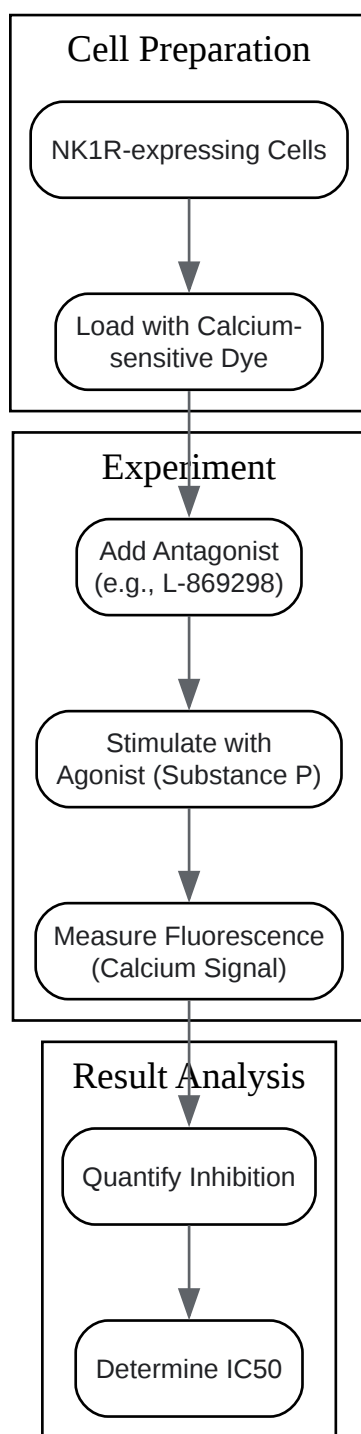 Cell Preparation
NK1R-expressing Cells
Load with Calcium-
sensitive Dye
Experiment
Add Antagonist
(e.g., L-869298)
Stimulate with
Agonist (Substance P)
Measure Fluorescence
(Calcium Signal)
Result Analysis
Quantify Inhibition
Determine IC50